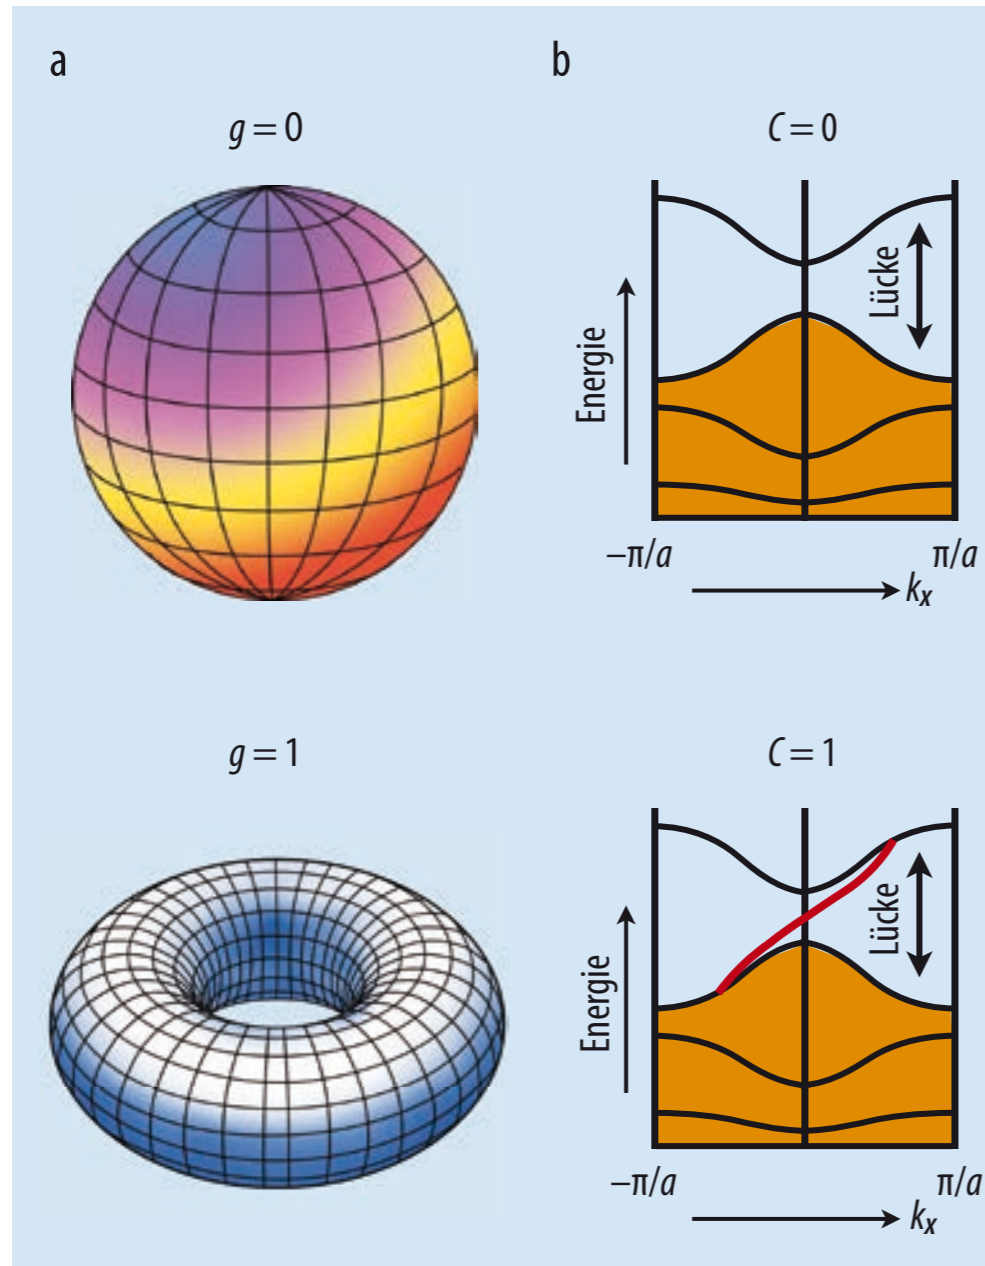 a
g = 0
b
C = 0
Energie
Lücke
–π/a
π/a
kx
g = 1
C = 1
Energie
Lücke
–π/a
π/a
kx